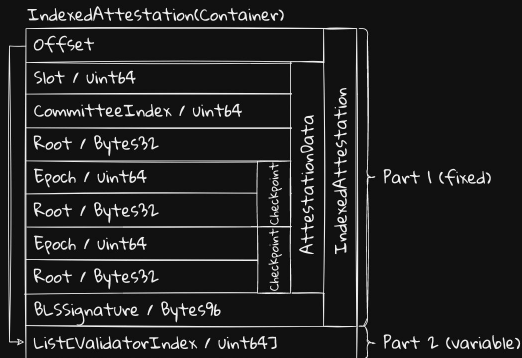 IndexedAttestation(Container)
Offset
Slot / uint64
CommitteeIndex / uint64
Root / Bytes32
Epoch / uint64
Root / Bytes32
Epoch / uint64
Root / Bytes32
BLSSignature / Bytes96
List[ValidatorIndex / uint64]
Checkpoint
Checkpoint
AttestationData
IndexedAttestation
Part 1 (fixed)
Part 2 (variable)